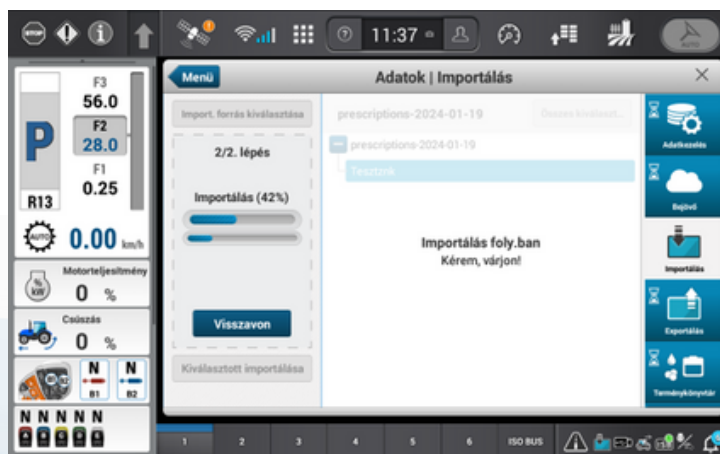 STOP
i
?
11:37
AUTO
F3
56.0
F2
28.0
F1
0.25
P
R13
AUTO
0.00 km/h
Motorteljesítmény
%
kW
0 %
Csúszás
0 %
N
B1
N
B2
N N N N N
Menü
Adatok | Importálás
Import. forrás kiválasztása
2/2. lépés
Importálás (42%)
Visszavon
Kiválasztott importálása
prescriptions-2024-01-19
Összes kiválaszt...
prescriptions-2024-01-19
Importálás foly.ban
Kérem, várjon!
Adatkezelés
Bejövő
Importálás
Exportálás
Terménykönyvtár
1 2 3 4 5 6 ISO BUS